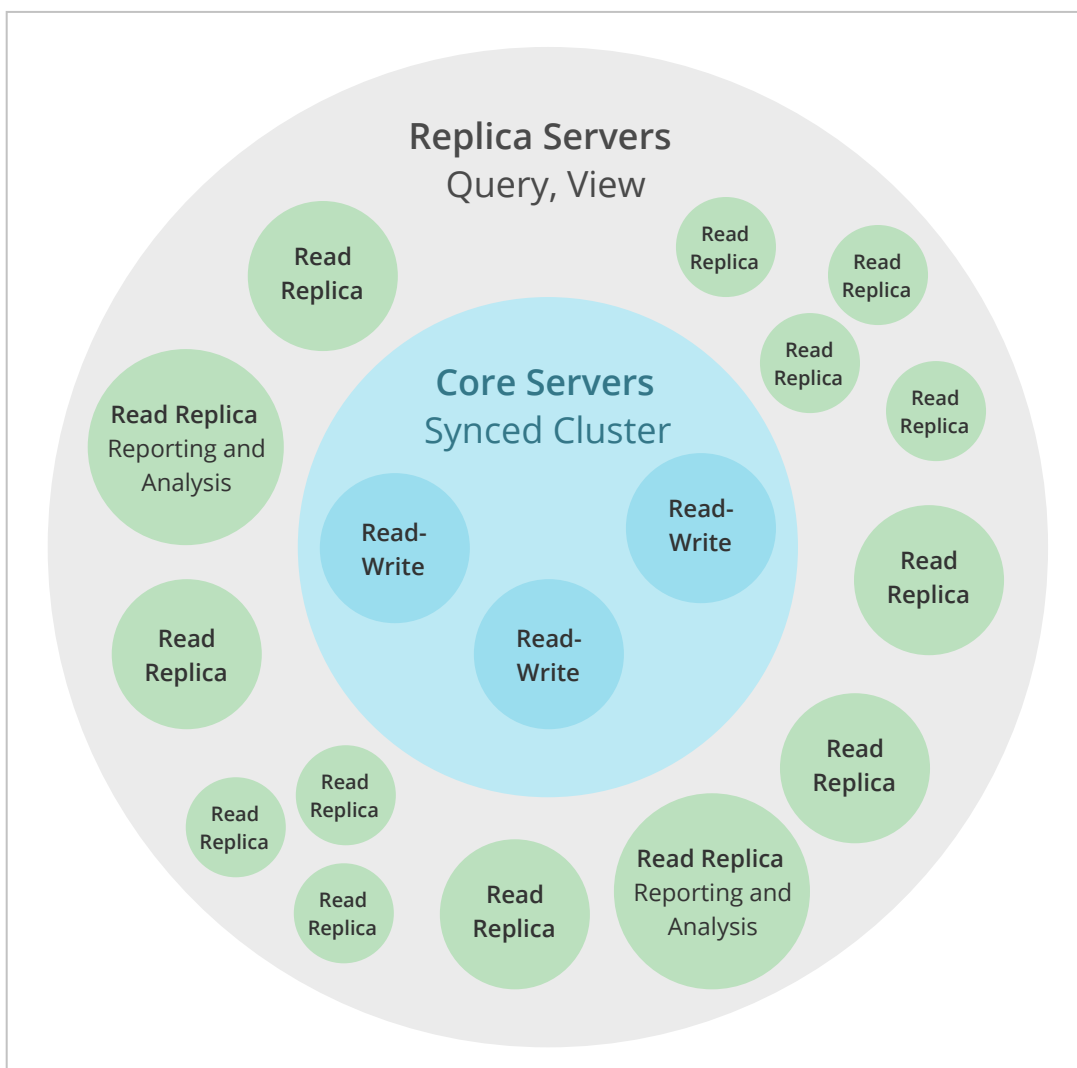 Replica Servers
Query, View
Read
Replica
Read
Replica
Read
Replica
Read
Replica
Read
Replica
Read Replica
Reporting and
Analysis
Core Servers
Synced Cluster
Read-
Write
Read-
Write
Read-
Write
Read
Replica
Read
Replica
Read
Replica
Read
Replica
Read
Replica
Read
Replica
Read
Replica
Read Replica
Reporting and
Analysis